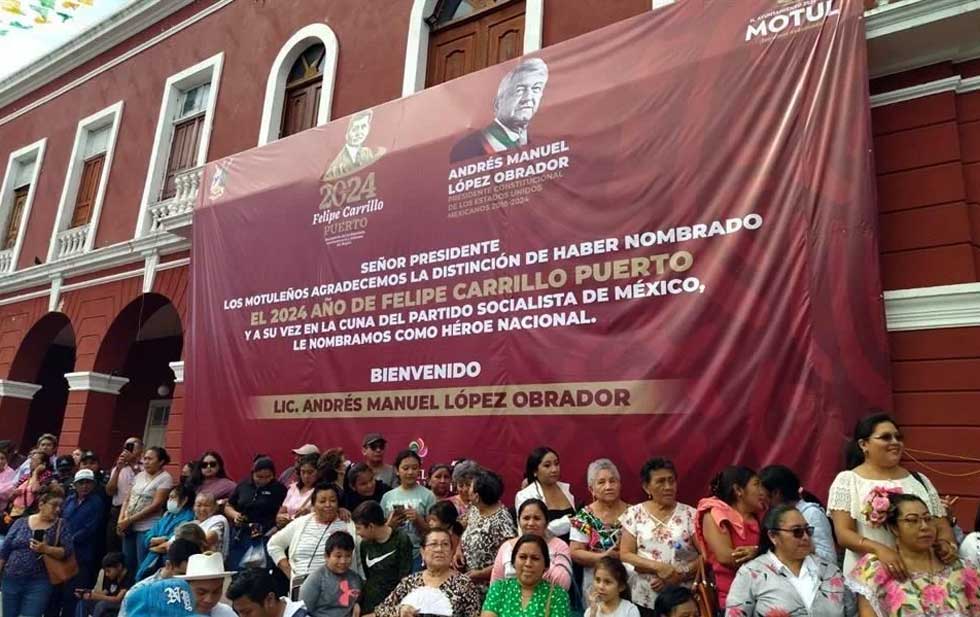 H. AYUNTAMIENTO
MOTUL
2024
Felipe Carrillo
PUERTO
ANDRÉS MANUEL
LÓPEZ OBRADOR
PRESIDENTE CONSTITUCIONAL
DE LOS ESTADOS UNIDOS
MEXICANOS 2018-2024
SEÑOR PRESIDENTE
LOS MOTULEÑOS AGRADECEMOS LA DISTINCIÓN DE HABER NOMBRADO
EL 2024 AÑO DE FELIPE CARRILLO PUERTO
Y A SU VEZ EN LA CUNA DEL PARTIDO SOCIALISTA DE MÉXICO,
LE NOMBRAMOS COMO HÉROE NACIONAL.
BIENVENIDO
LIC. ANDRÉS MANUEL LÓPEZ OBRADOR